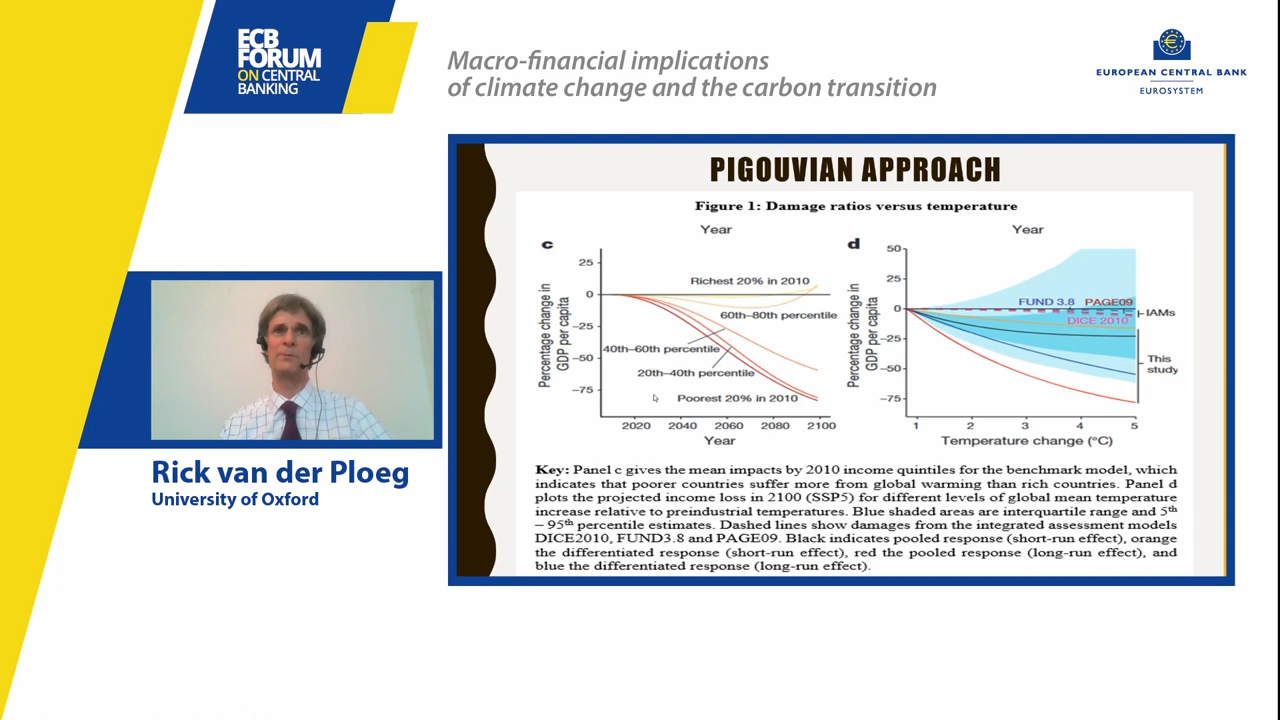 ECB
FORUM
ON CENTRAL
BANKING
Macro-financial implications
of climate change and the carbon transition
EUROPEAN CENTRAL BANK
EUROSYSTEM
Rick van der Ploeg
University of Oxford
PIGOUVIAN APPROACH
Figure 1: Damage ratios versus temperature
Year
c
Percentage change in
GDP per capita
25
0
−25
−50
−75
Richest 20% in 2010
60th–80th percentile
40th–60th percentile
20th–40th percentile
Poorest 20% in 2010
2020 2040 2060 2080 2100
Year
Year
d
Percentage change in
GDP per capita
50
25
0
−25
−50
−75
FUND 3.8 PAGE09
DICE 2010
IAMs
This
study
1 2 3 4 5
Temperature change (°C)
Key: Panel c gives the mean impacts by 2010 income quintiles for the benchmark model, which
indicates that poorer countries suffer more from global warming than rich countries. Panel d
plots the projected income loss in 2100 (SSP5) for different levels of global mean temperature
increase relative to preindustrial temperatures. Blue shaded areas are interquartile range and 5th
– 95th percentile estimates. Dashed lines show damages from the integrated assessment models
DICE2010, FUND3.8 and PAGE09. Black indicates pooled response (short-run effect), orange
the differentiated response (short-run effect), red the pooled response (long-run effect), and
blue the differentiated response (long-run effect).